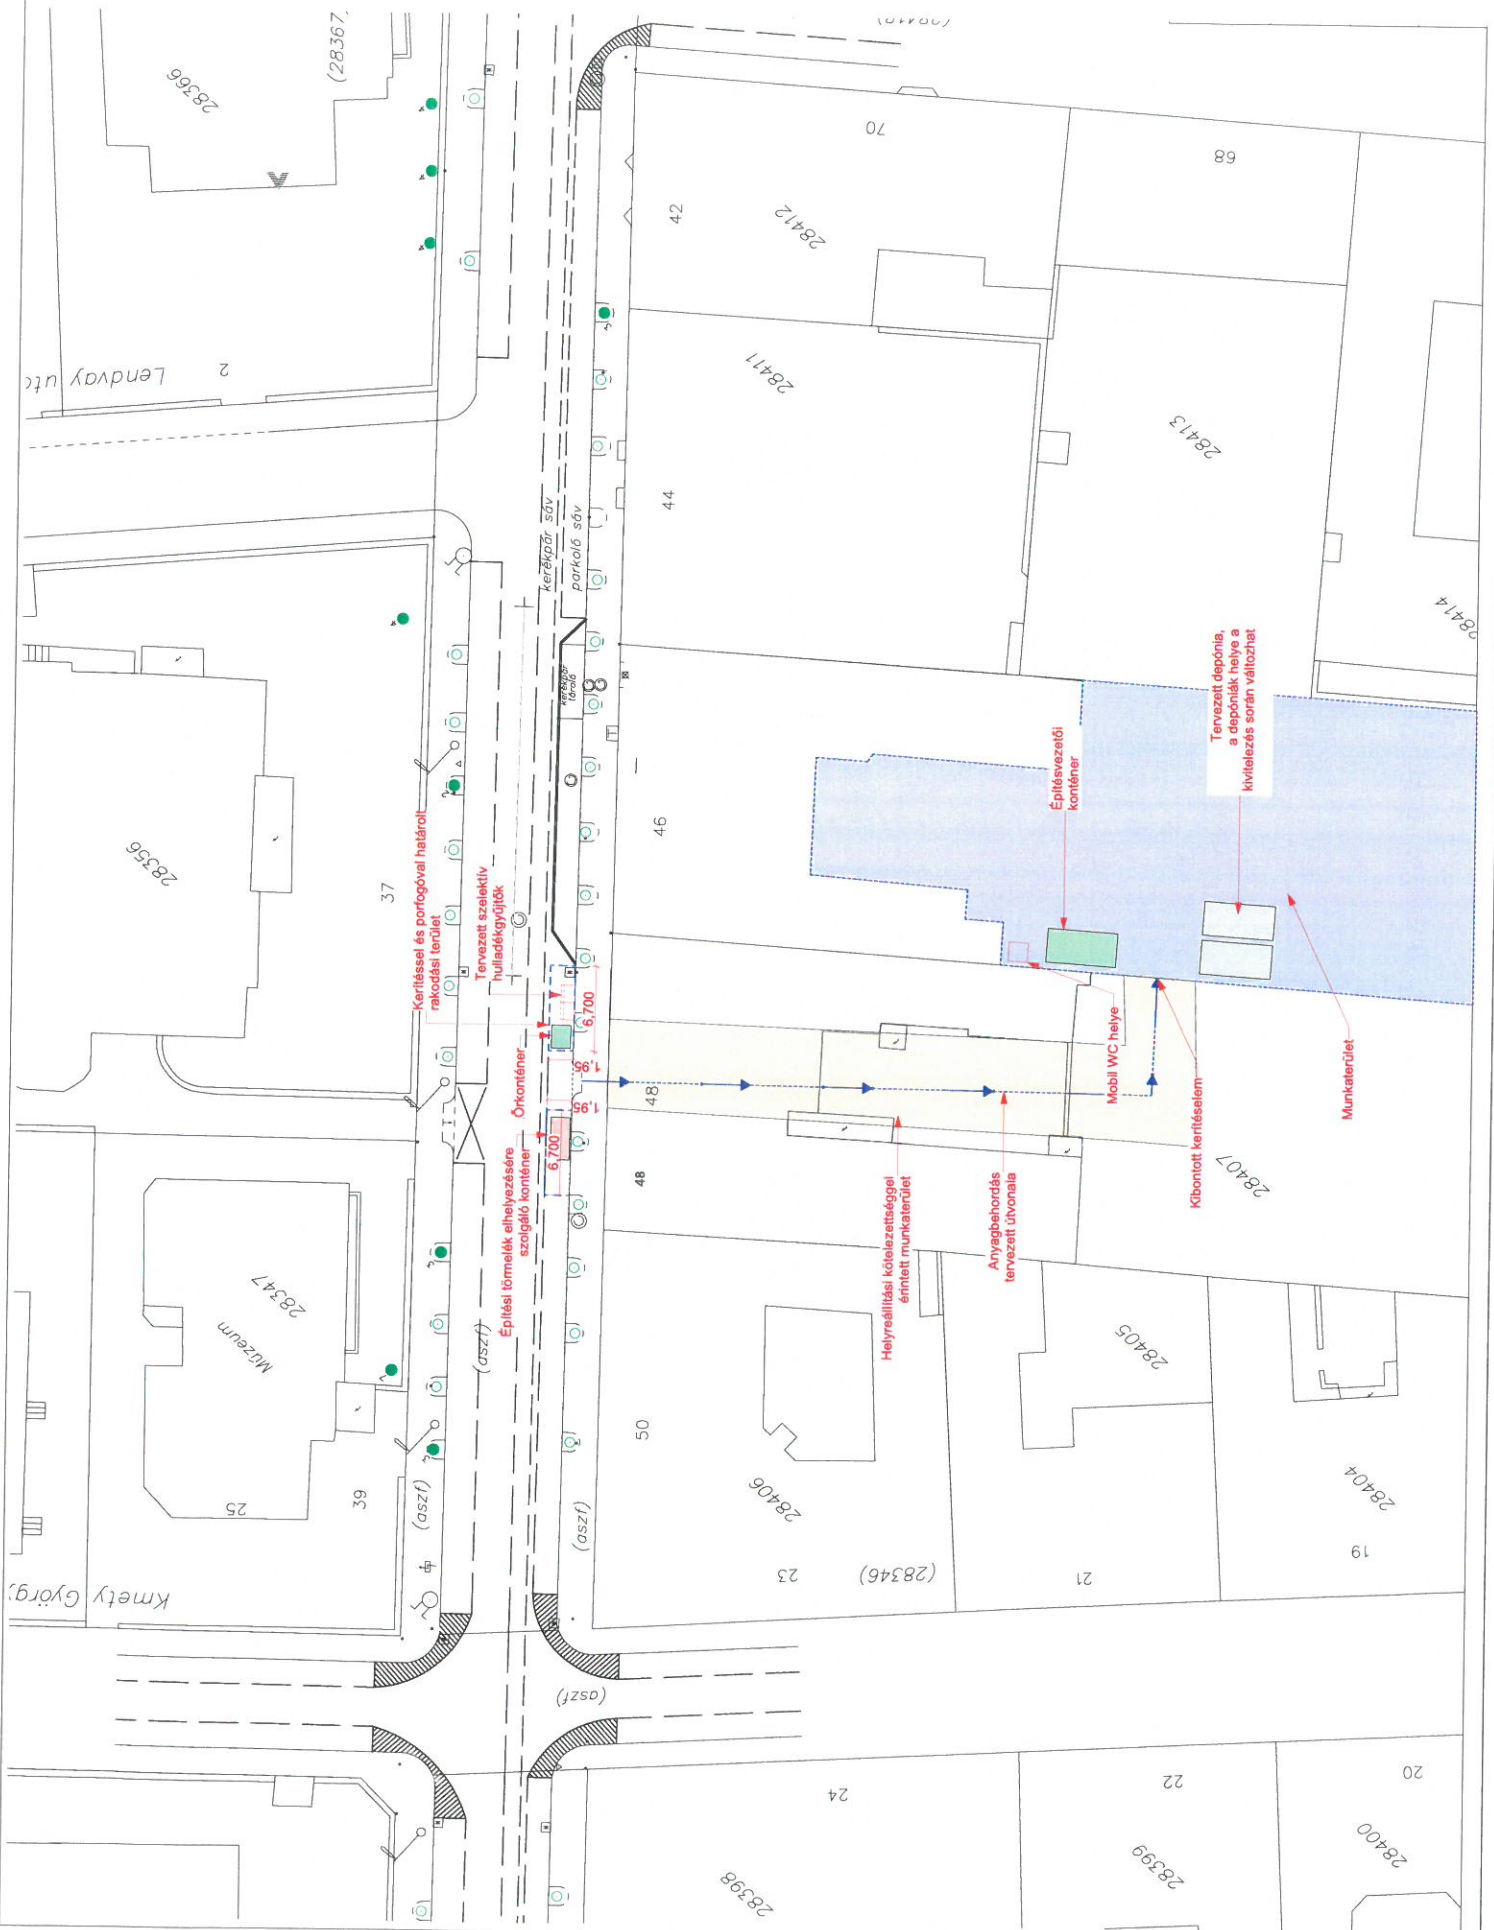 (28367,
28366
Lendvay utc
2
70
68
42
28412
28411
28413
28414
44
kerékpár sáv
parkoló sáv
kerékpár
tároló
28356
37
46
Kerítéssel és porfogóval határolt
rakodási terület
Tervezett szelektív
hulladékgyűjtők
Őrkonténer
Építési törmelék elhelyezésére
szolgáló konténer
6,700
1,95
1,95
6,700
48
48
Építésvezetői
konténer
Tervezett depónia,
a depóniák helye a
kivitelezés során változhat
Mobil WC helye
Kibontott kerítéselem
Munkaterület
Helyreállítási kötelezettséggel
érintett munkaterület
Anyagbehordás
tervezett útvonala
28407
28347
Múzeum
25
39
(aszf)
(aszf)
(aszf)
(aszf)
Kmety György
50
28406
23
(28346)
28405
21
28404
19
24
28398
22
28399
20
28400